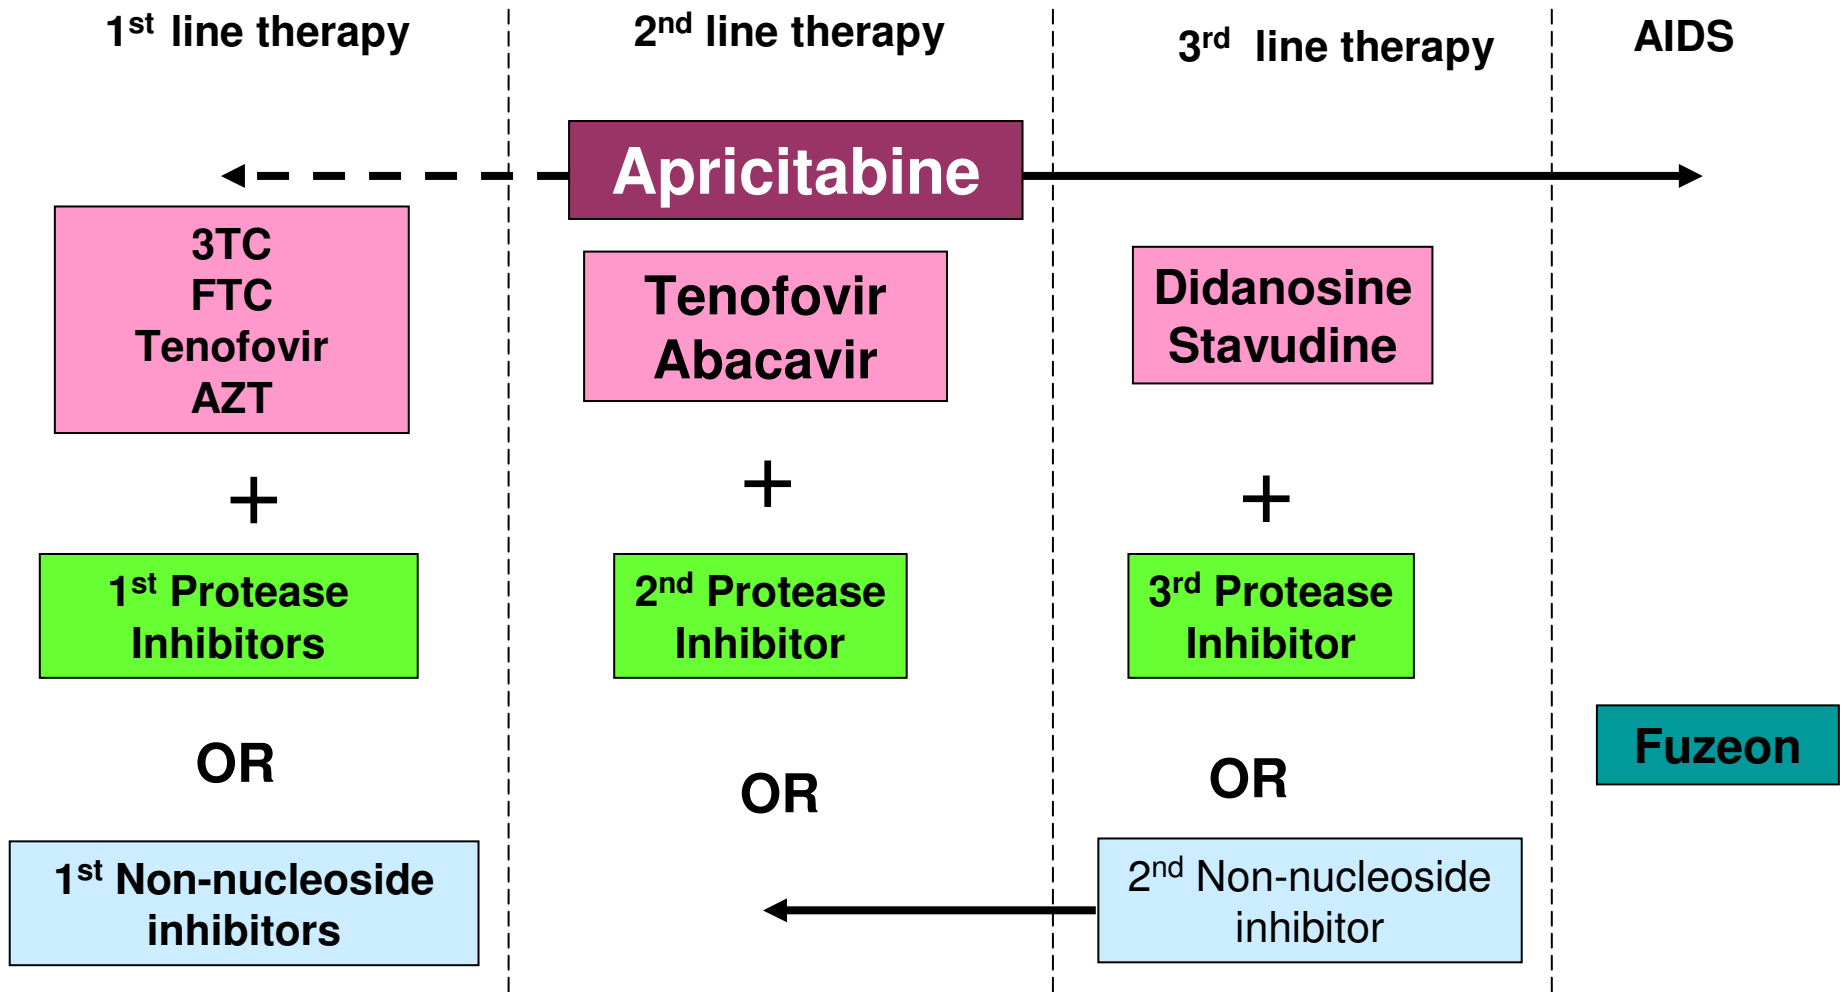 1st line therapy
2nd line therapy
3rd line therapy
AIDS
Apricitabine
3TC
FTC
Tenofovir
AZT
Tenofovir
Abacavir
Didanosine
Stavudine
+
+
+
1st Protease
Inhibitors
2nd Protease
Inhibitor
3rd Protease
Inhibitor
Fuzeon
OR
OR
OR
1st Non-nucleoside
inhibitors
2nd Non-nucleoside
inhibitor